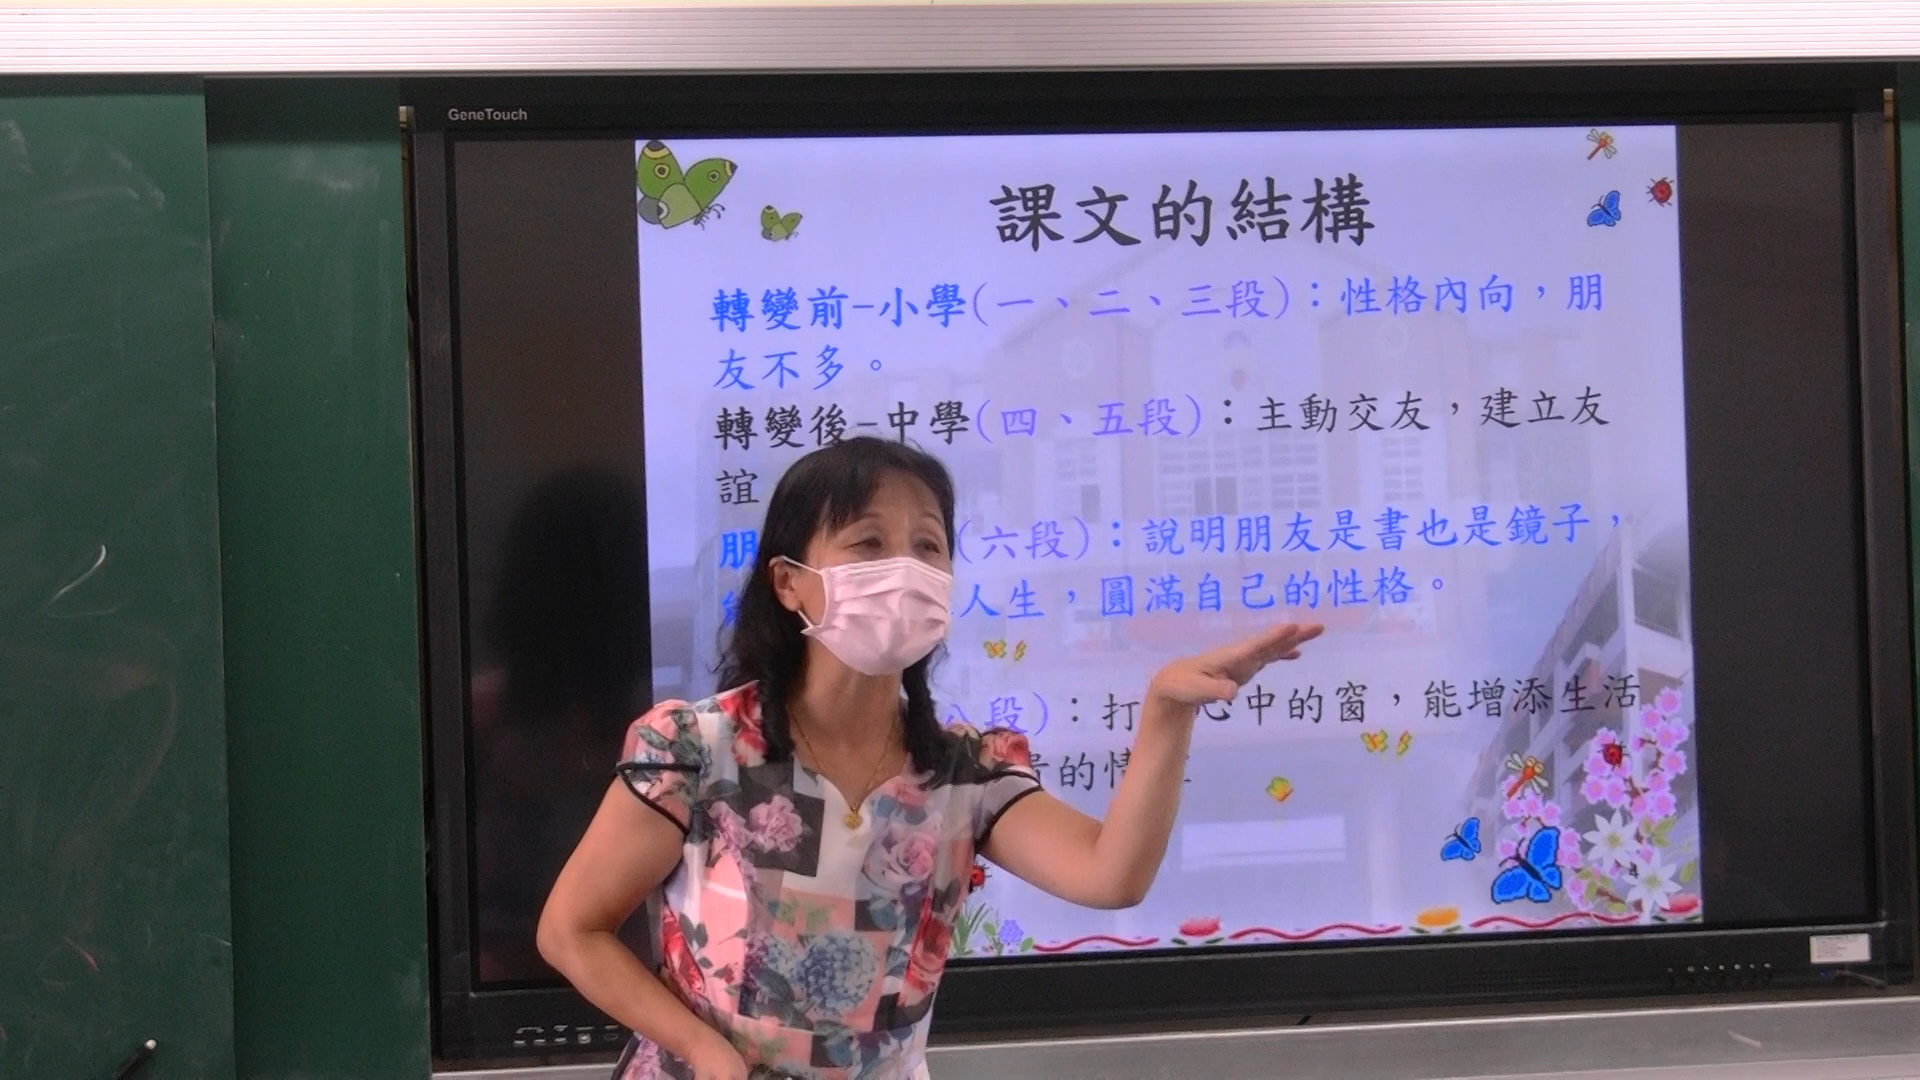 GeneTouch
課文的結構
轉變前-小學(一、二、三段)：性格內向，朋
友不多。
轉變後-中學(四、五段)：主動交友，建立友
誼
朋 (六段)：說明朋友是書也是鏡子，
人生，圓滿自己的性格。
八段)：打 心中的窗，能增添生活
的情
4